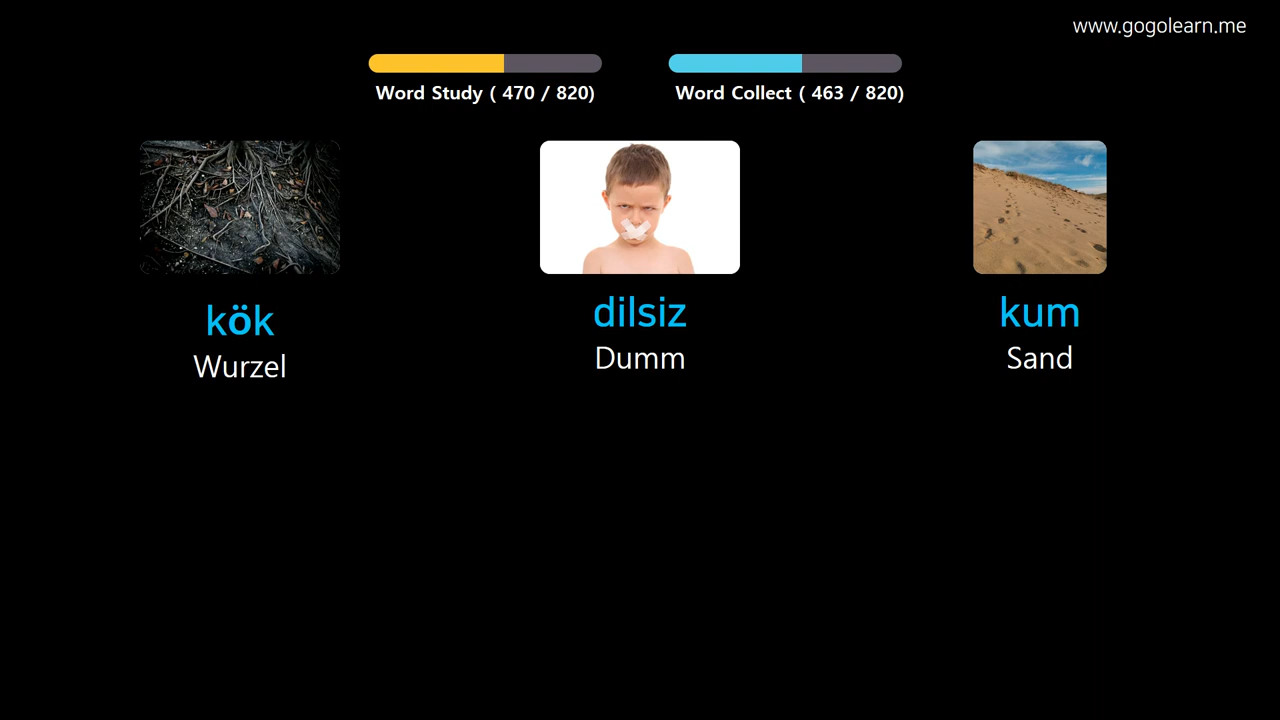 www.gogolearn.me
Word Study ( 470 / 820)
Word Collect ( 463 / 820)
kök
Wurzel
dilsiz
Dumm
kum
Sand